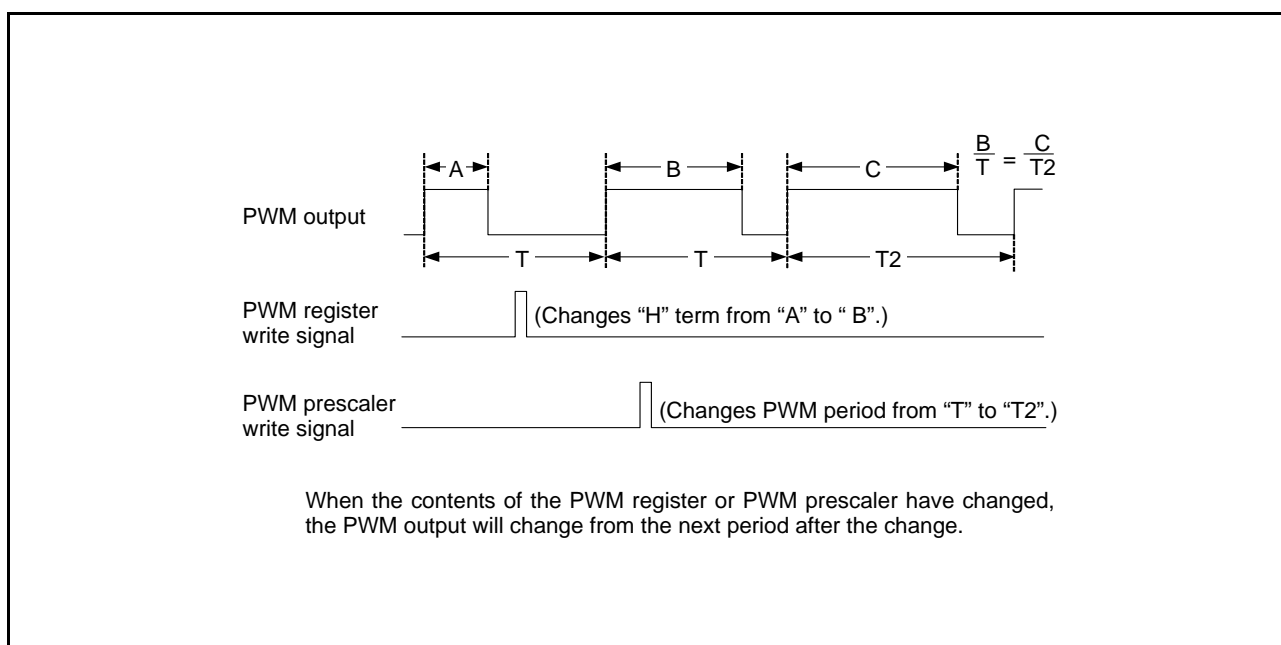 B
T
=
C
T2
A
B
C
PWM output
T
T
T2
PWM register
write signal
(Changes “H” term from “A” to “ B”.)
PWM prescaler
write signal
(Changes PWM period from “T” to “T2”.)
When the contents of the PWM register or PWM prescaler have changed,
the PWM output will change from the next period after the change.